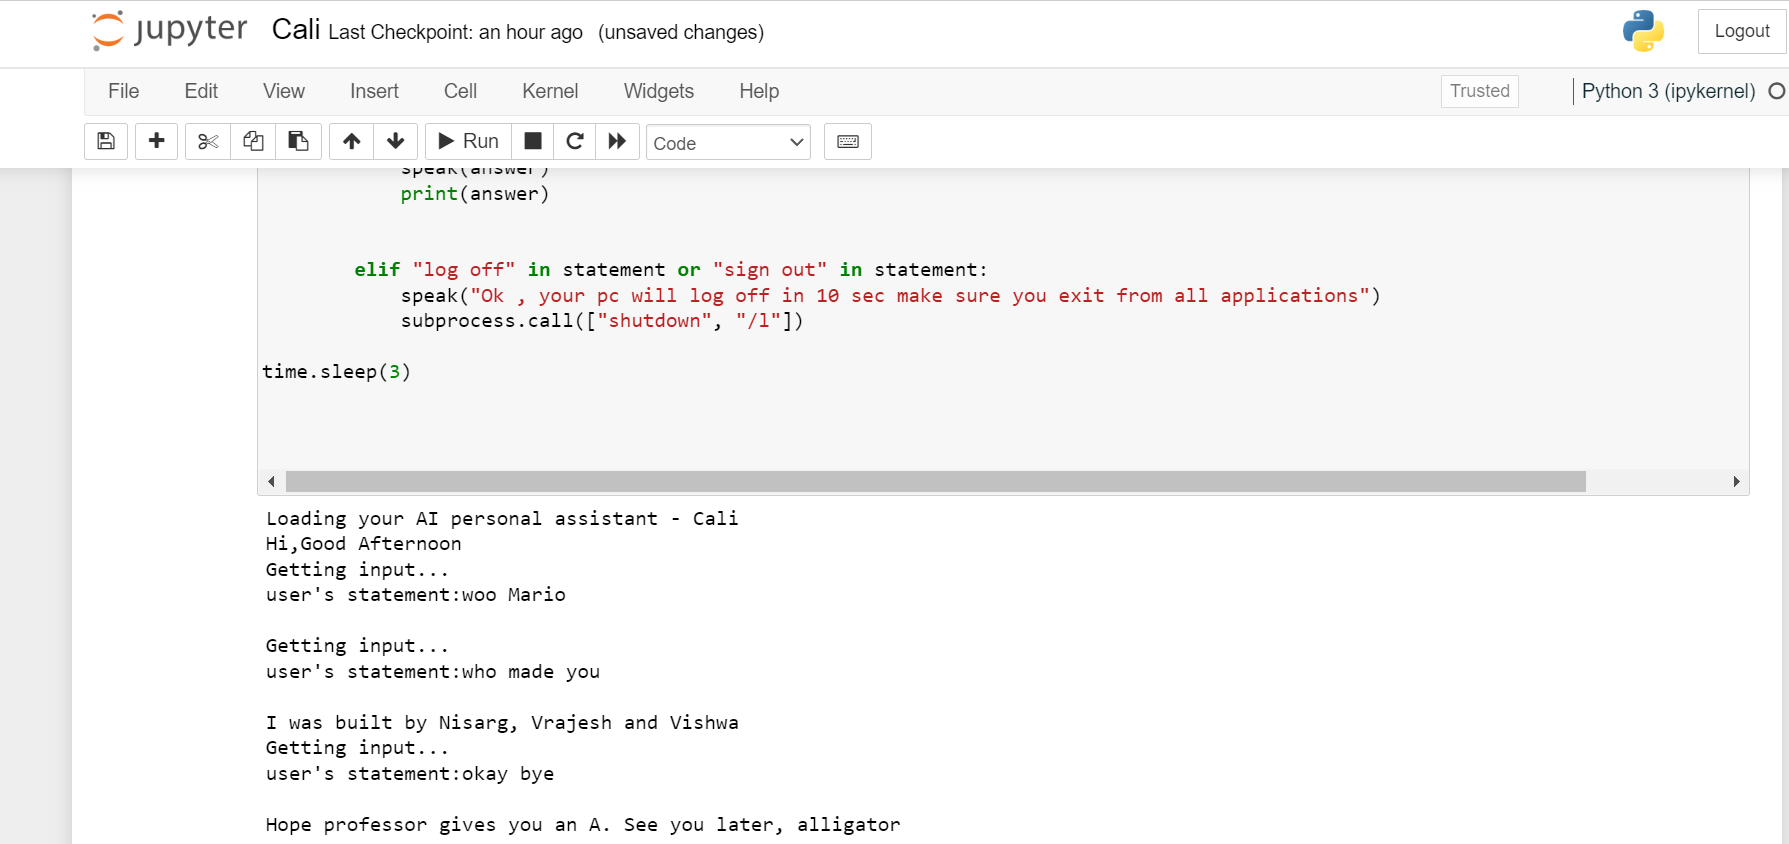 jupyter Cali Last Checkpoint: an hour ago (unsaved changes) Logout
File Edit View Insert Cell Kernel Widgets Help Trusted Python 3 (ipykernel)
Run Code
speak(answer)
print(answer)
elif "log off" in statement or "sign out" in statement:
speak("Ok , your pc will log off in 10 sec make sure you exit from all applications")
subprocess.call(["shutdown", "/l"])
time.sleep(3)
Loading your AI personal assistant - Cali
Hi,Good Afternoon
Getting input...
user's statement:woo Mario
Getting input...
user's statement:who made you
I was built by Nisarg, Vrajesh and Vishwa
Getting input...
user's statement:okay bye
Hope professor gives you an A. See you later, alligator